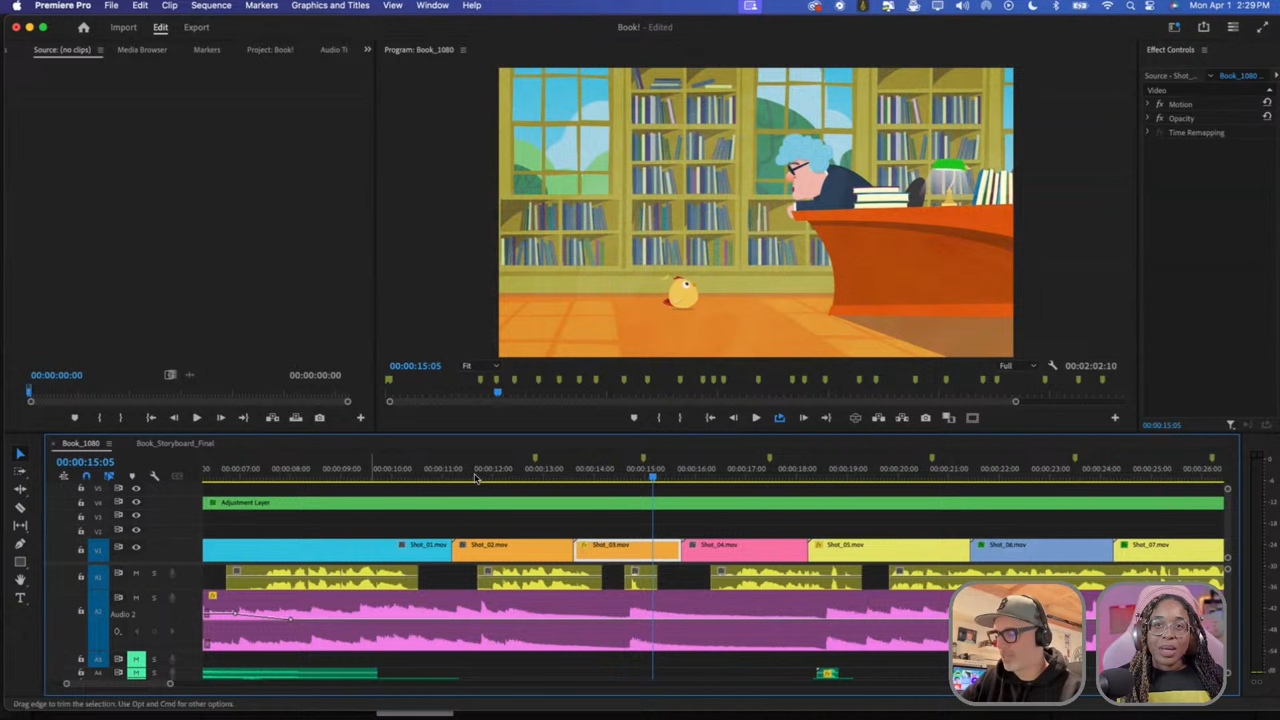 Premiere Pro File Edit Clip Sequence Markers Graphics and Titles View Window Help Mon Apr 1 2:29 PM
Import Edit Export Book! - Edited
Source: (no clips) Media Browser Markers Project: Book! Audio Tı Program: Book_1080 Effect Controls
Source - Shot_... Book_1080 ...
Video
fx Motion
fx Opacity
fx Time Remapping
00:00:00:00 00:00:02:10
00:00:15:05 Fit Full 00:02:02:10
00:00:15:05
Book_1080 Book_Storyboard_Final
00:00:15:05
00 00:00:07:00 00:00:08:00 00:00:09:00 00:00:10:00 00:00:11:00 00:00:12:00 00:00:13:00 00:00:14:00 00:00:15:00 00:00:16:00 00:00:17:00 00:00:18:00 00:00:19:00 00:00:20:00 00:00:21:00 00:00:22:00 00:00:23:00 00:00:24:00 00:00:25:00 00:00:26:00
V5
V4 Adjustment Layer
V3
V1 Shot_01.mov Shot_02.mov Shot_03.mov Shot_04.mov Shot_05.mov Shot_06.mov Shot_07.mov
A1 M S
A2 M S
Audio 2
A3 M S
A4 M S
Drag edge to trim the selection. Use Opt and Cmd for other options.